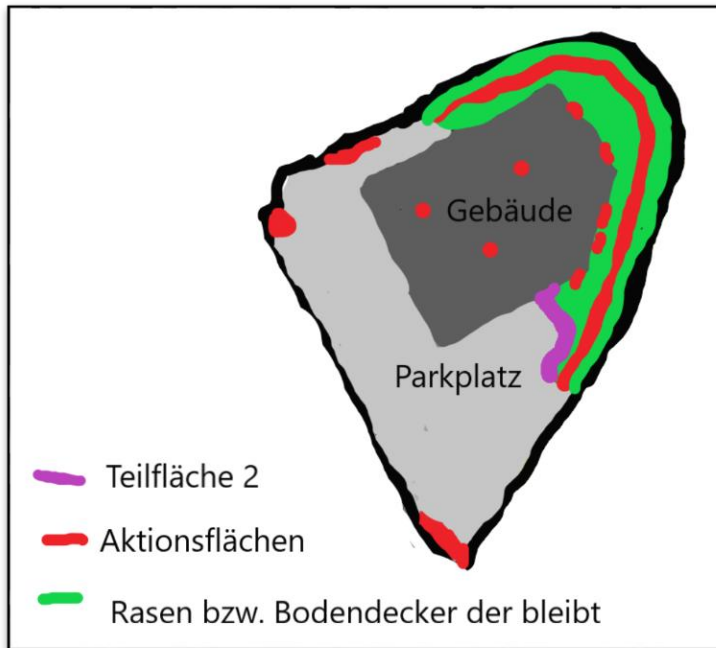 Gebäude
Parkplatz
Teilfläche 2
Aktionsflächen
Rasen bzw. Bodendecker der bleibt